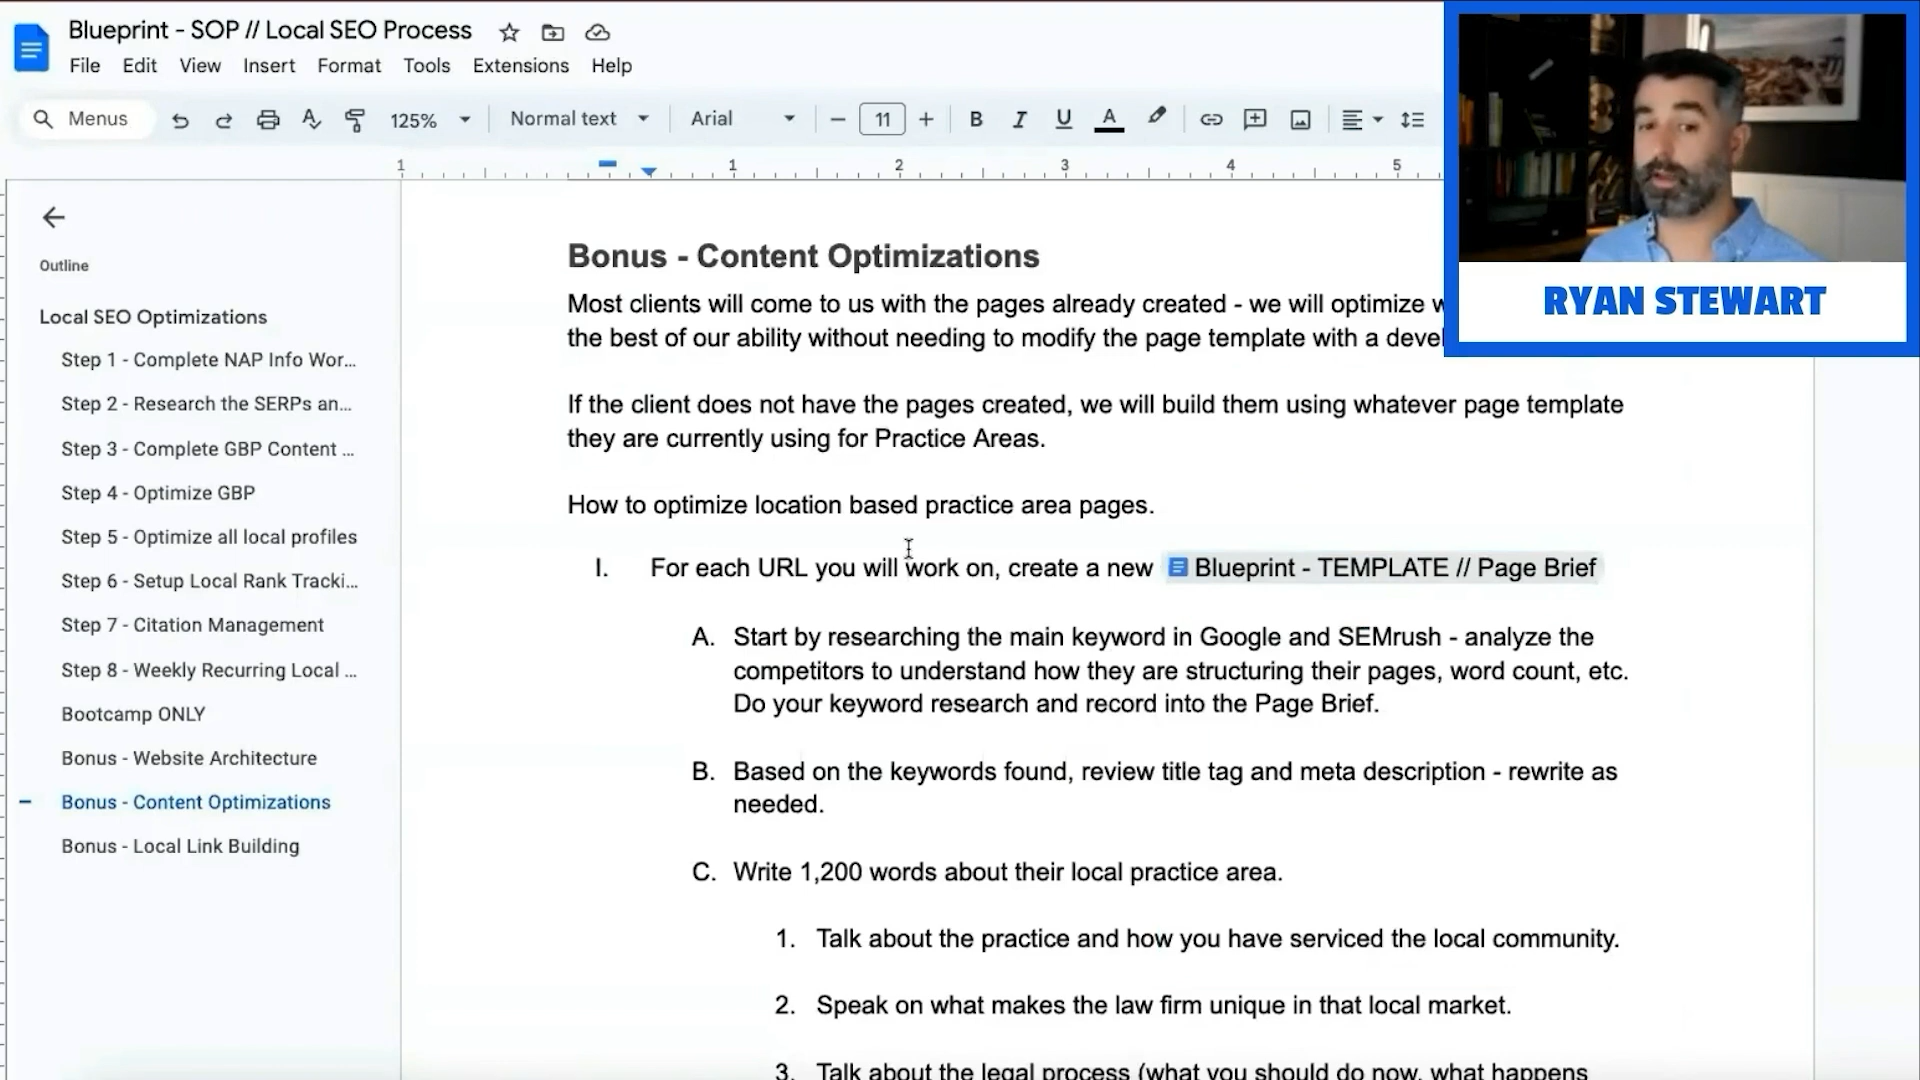 Blueprint - SOP // Local SEO Process
File Edit View Insert Format Tools Extensions Help
Menus 125% Normal text Arial 11 B I U A
1 1 2 3 4 5
RYAN STEWART
Outline
Local SEO Optimizations
Step 1 - Complete NAP Info Wor...
Step 2 - Research the SERPs an...
Step 3 - Complete GBP Content ...
Step 4 - Optimize GBP
Step 5 - Optimize all local profiles
Step 6 - Setup Local Rank Tracki...
Step 7 - Citation Management
Step 8 - Weekly Recurring Local ...
Bootcamp ONLY
Bonus - Website Architecture
Bonus - Content Optimizations
Bonus - Local Link Building
Bonus - Content Optimizations
Most clients will come to us with the pages already created - we will optimize
the best of our ability without needing to modify the page template with a
If the client does not have the pages created, we will build them using whatever page template
they are currently using for Practice Areas.
How to optimize location based practice area pages.
I. For each URL you will work on, create a new Blueprint - TEMPLATE // Page Brief
A. Start by researching the main keyword in Google and SEMrush - analyze the
competitors to understand how they are structuring their pages, word count, etc.
Do your keyword research and record into the Page Brief.
B. Based on the keywords found, review title tag and meta description - rewrite as
needed.
C. Write 1,200 words about their local practice area.
1. Talk about the practice and how you have serviced the local community.
2. Speak on what makes the law firm unique in that local market.
3. Talk about the legal process (what you should do now, what happens